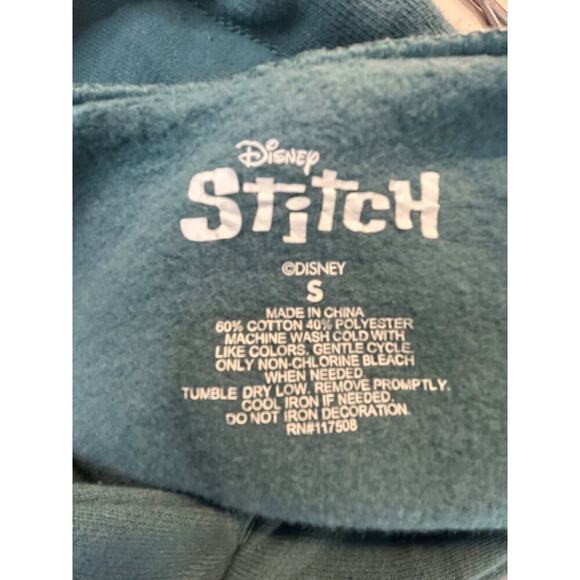 Disney
Stitch
©DISNEY
S
MADE IN CHINA
60% COTTON 40% POLYESTER
MACHINE WASH COLD WITH
LIKE COLORS, GENTLE CYCLE.
ONLY NON-CHLORINE BLEACH
WHEN NEEDED.
TUMBLE DRY LOW. REMOVE PROMPTLY.
COOL IRON IF NEEDED.
DO NOT IRON DECORATION.
RN#117508